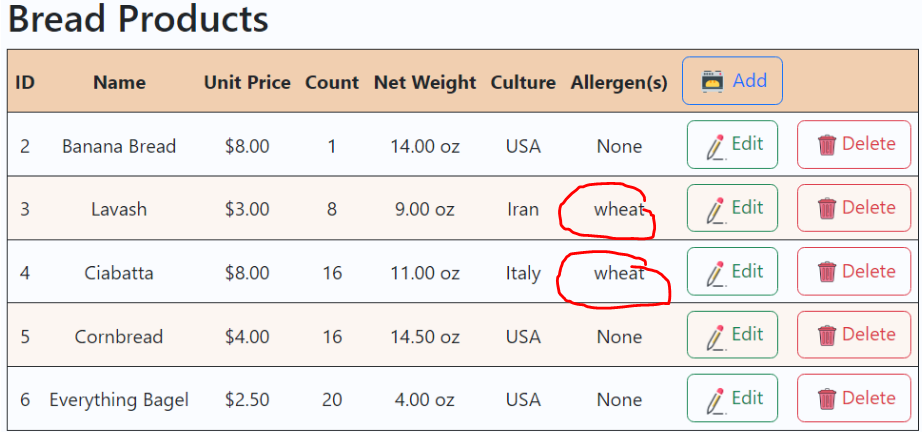 Bread Products
ID Name Unit Price Count Net Weight Culture Allergen(s) Add
2 Banana Bread $8.00 1 14.00 oz USA None Edit Delete
3 Lavash $3.00 8 9.00 oz Iran wheat Edit Delete
4 Ciabatta $8.00 16 11.00 oz Italy wheat Edit Delete
5 Cornbread $4.00 16 14.50 oz USA None Edit Delete
6 Everything Bagel $2.50 20 4.00 oz USA None Edit Delete